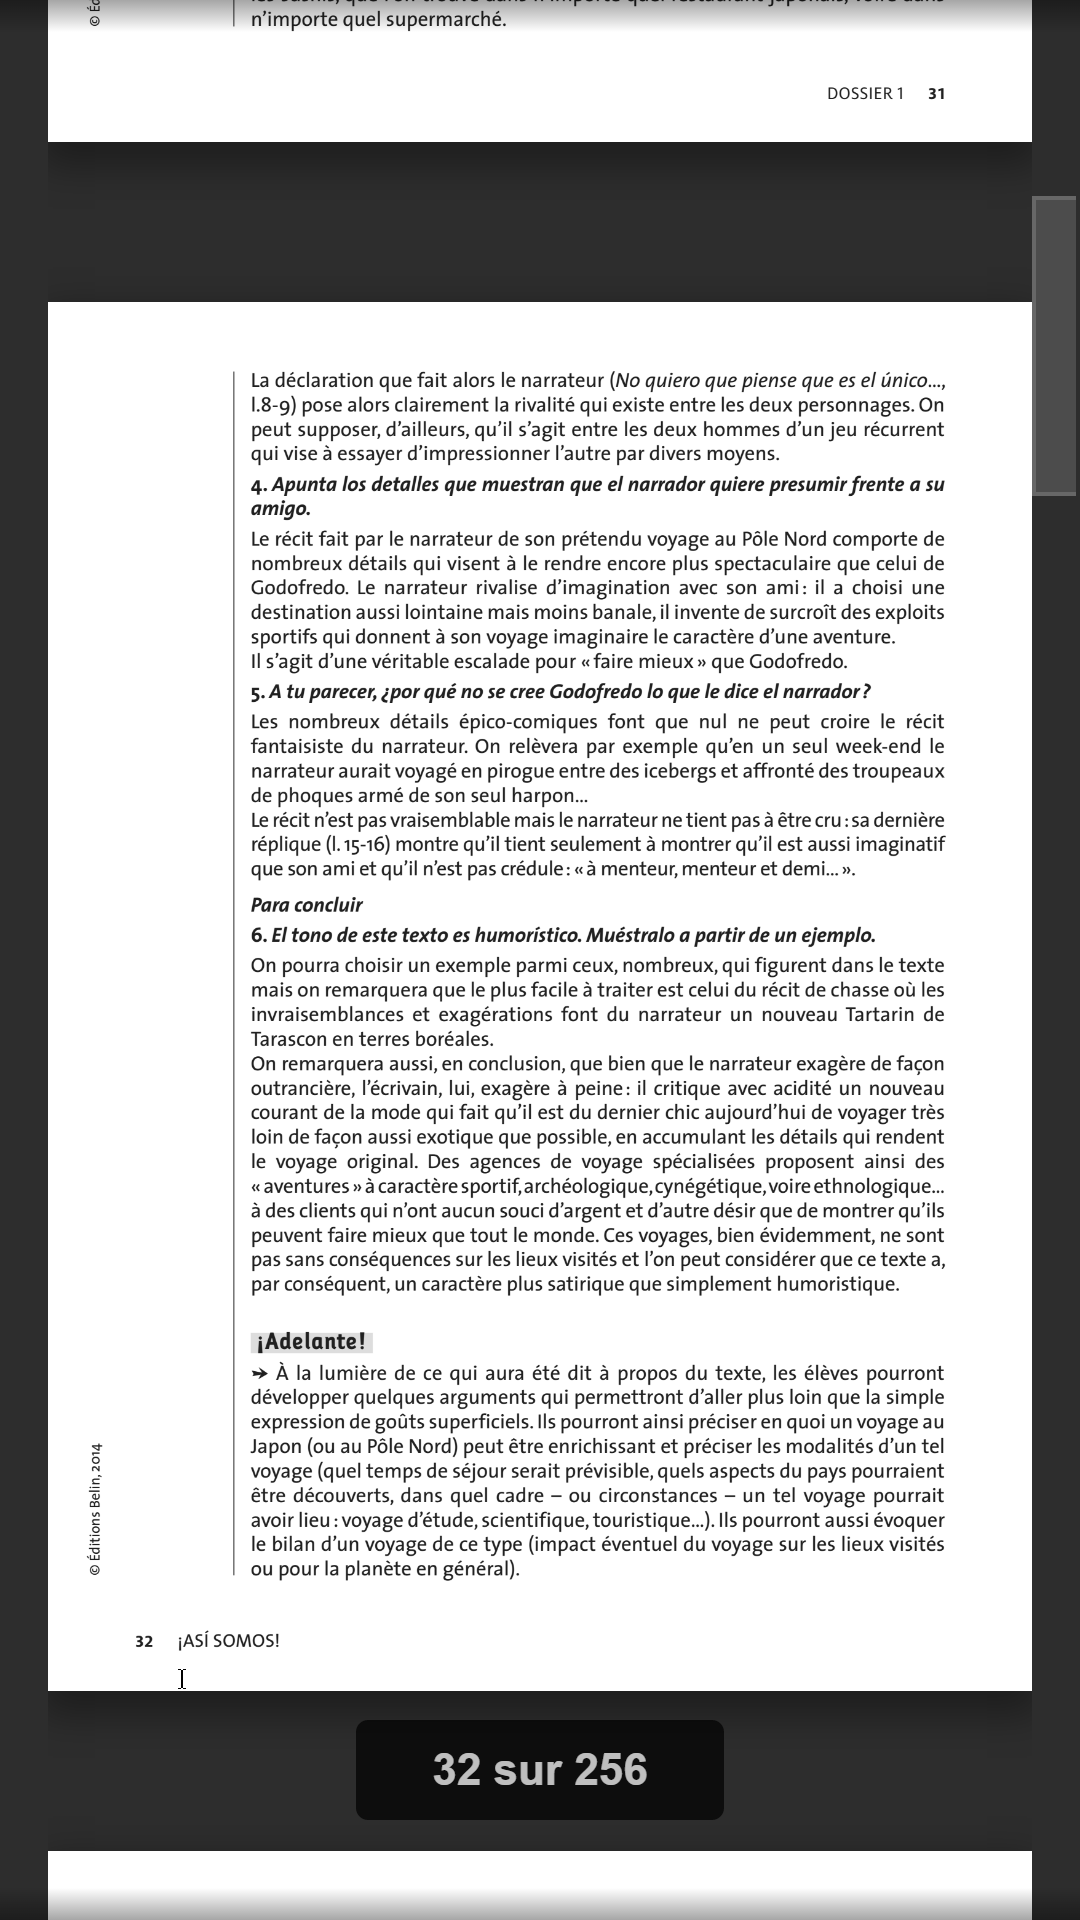 n'importe quel supermarché.
DOSSIER 1 31
La déclaration que fait alors le narrateur (No quiero que piense que es el único...,
l.8-9) pose alors clairement la rivalité qui existe entre les deux personnages. On
peut supposer, d'ailleurs, qu'il s'agit entre les deux hommes d'un jeu récurrent
qui vise à essayer d'impressionner l'autre par divers moyens.
4. Apunta los detalles que muestran que el narrador quiere presumir frente a su
amigo.
Le récit fait par le narrateur de son prétendu voyage au Pôle Nord comporte de
nombreux détails qui visent à le rendre encore plus spectaculaire que celui de
Godofredo. Le narrateur rivalise d'imagination avec son ami : il a choisi une
destination aussi lointaine mais moins banale, il invente de surcroît des exploits
sportifs qui donnent à son voyage imaginaire le caractère d'une aventure.
Il s'agit d'une véritable escalade pour « faire mieux » que Godofredo.
5. A tu parecer, ¿por qué no se cree Godofredo lo que le dice el narrador ?
Les nombreux détails épico-comiques font que nul ne peut croire le récit
fantaisiste du narrateur. On relèvera par exemple qu'en un seul week-end le
narrateur aurait voyagé en pirogue entre des icebergs et affronté des troupeaux
de phoques armé de son seul harpon...
Le récit n'est pas vraisemblable mais le narrateur ne tient pas à être cru : sa dernière
réplique (l. 15-16) montre qu'il tient seulement à montrer qu'il est aussi imaginatif
que son ami et qu'il n'est pas crédule : « à menteur, menteur et demi... ».
Para concluir
6. El tono de este texto es humorístico. Muéstralo a partir de un ejemplo.
On pourra choisir un exemple parmi ceux, nombreux, qui figurent dans le texte
mais on remarquera que le plus facile à traiter est celui du récit de chasse où les
invraisemblances et exagérations font du narrateur un nouveau Tartarin de
Tarascon en terres boréales.
On remarquera aussi, en conclusion, que bien que le narrateur exagère de façon
outrancière, l'écrivain, lui, exagère à peine : il critique avec acidité un nouveau
courant de la mode qui fait qu'il est du dernier chic aujourd'hui de voyager très
loin de façon aussi exotique que possible, en accumulant les détails qui rendent
le voyage original. Des agences de voyage spécialisées proposent ainsi des
« aventures » à caractère sportif, archéologique, cynégétique, voire ethnologique...
à des clients qui n'ont aucun souci d'argent et d'autre désir que de montrer qu'ils
peuvent faire mieux que tout le monde. Ces voyages, bien évidemment, ne sont
pas sans conséquences sur les lieux visités et l'on peut considérer que ce texte a,
par conséquent, un caractère plus satirique que simplement humoristique.
¡Adelante!
➔ À la lumière de ce qui aura été dit à propos du texte, les élèves pourront
développer quelques arguments qui permettront d'aller plus loin que la simple
expression de goûts superficiels. Ils pourront ainsi préciser en quoi un voyage au
Japon (ou au Pôle Nord) peut être enrichissant et préciser les modalités d'un tel
voyage (quel temps de séjour serait prévisible, quels aspects du pays pourraient
être découverts, dans quel cadre – ou circonstances – un tel voyage pourrait
avoir lieu : voyage d'étude, scientifique, touristique...). Ils pourront aussi évoquer
le bilan d'un voyage de ce type (impact éventuel du voyage sur les lieux visités
ou pour la planète en général).
© Éditions Belin, 2014
32 ¡ASÍ SOMOS!
32 sur 256